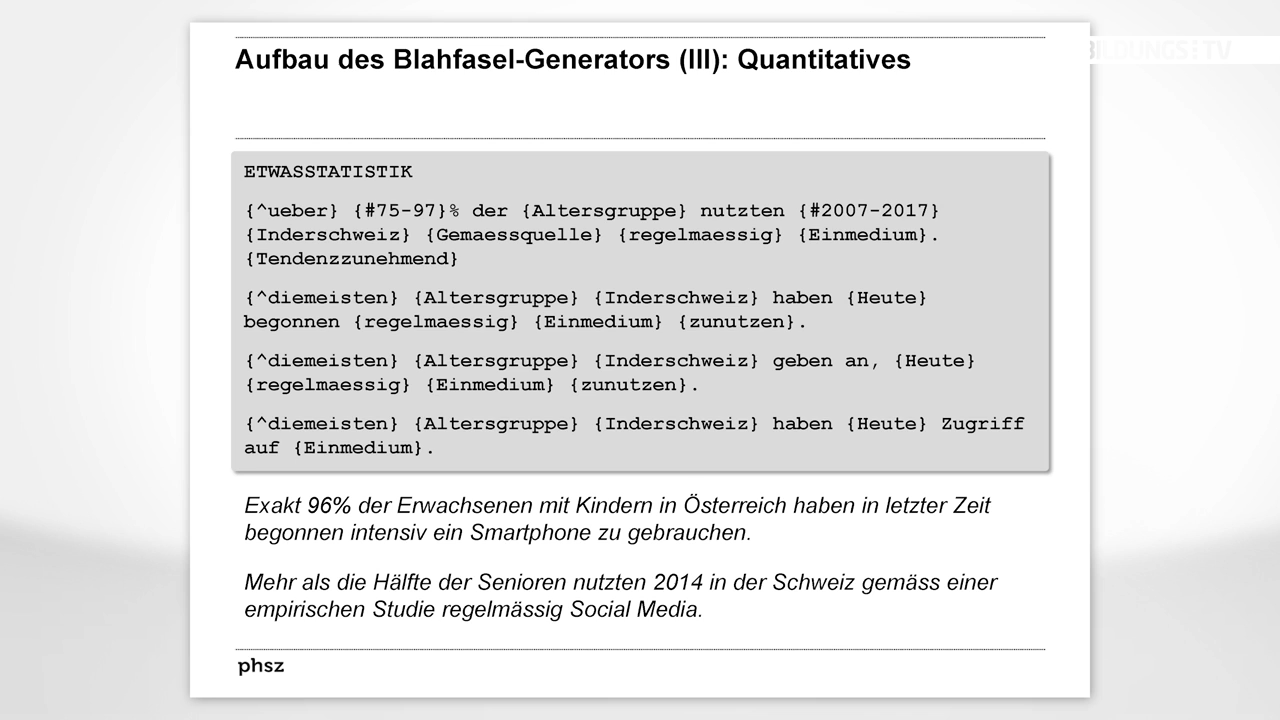 Aufbau des Blahfasel-Generators (III): Quantitatives
BILDUNGS TV
ETWASSTATISTIK
{^ueber} {#75-97}% der {Altersgruppe} nutzten {#2007-2017}
{Inderschweiz} {Gemaessquelle} {regelmaessig} {Einmedium}.
{Tendenzzunehmend}
{^diemeisten} {Altersgruppe} {Inderschweiz} haben {Heute}
begonnen {regelmaessig} {Einmedium} {zunutzen}.
{^diemeisten} {Altersgruppe} {Inderschweiz} geben an, {Heute}
{regelmaessig} {Einmedium} {zunutzen}.
{^diemeisten} {Altersgruppe} {Inderschweiz} haben {Heute} Zugriff
auf {Einmedium}.
Exakt 96% der Erwachsenen mit Kindern in Österreich haben in letzter Zeit
begonnen intensiv ein Smartphone zu gebrauchen.
Mehr als die Hälfte der Senioren nutzten 2014 in der Schweiz gemäss einer
empirischen Studie regelmässig Social Media.
phsz